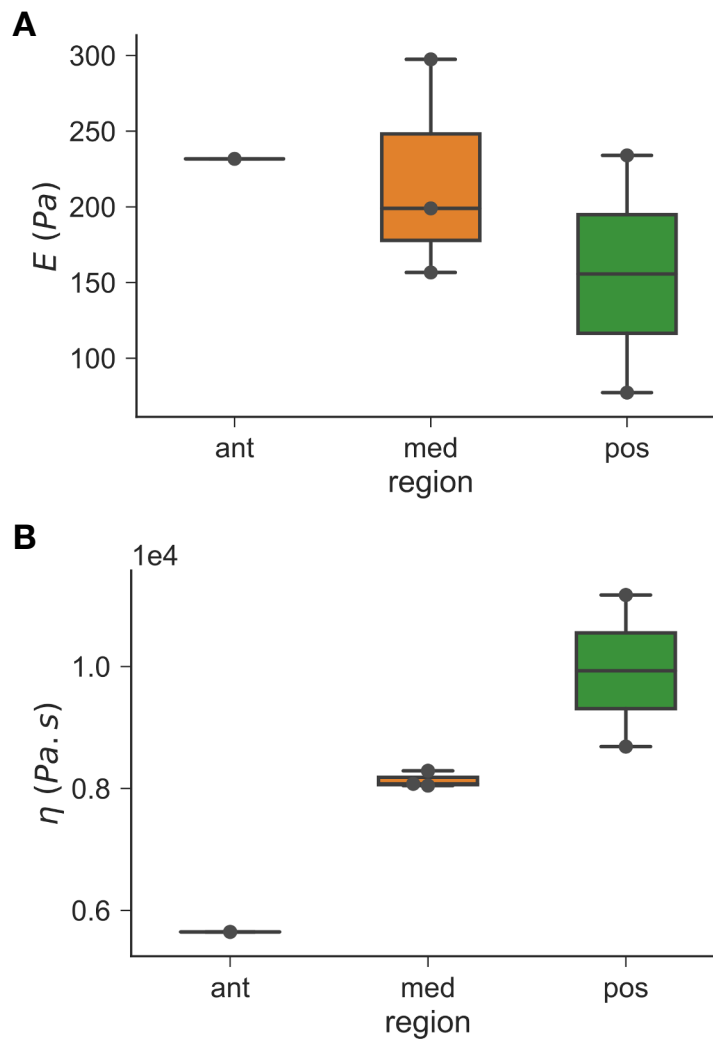 A
300
250
200
150
100
E (Pa)
ant med pos
region
B
1e4
1.0
0.8
0.6
η (Pa.s)
ant med pos
region